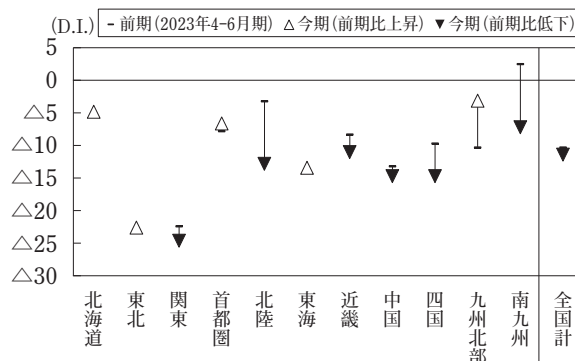 (D.I.)
前期(2023年4-6月期) △今期(前期比上昇) ▼今期(前期比低下)
5
0
△5
△10
△15
△20
△25
△30
北海道
東北
関東
首都圏
北陸
東海
近畿
中国
四国
九州北部
南九州
全国計